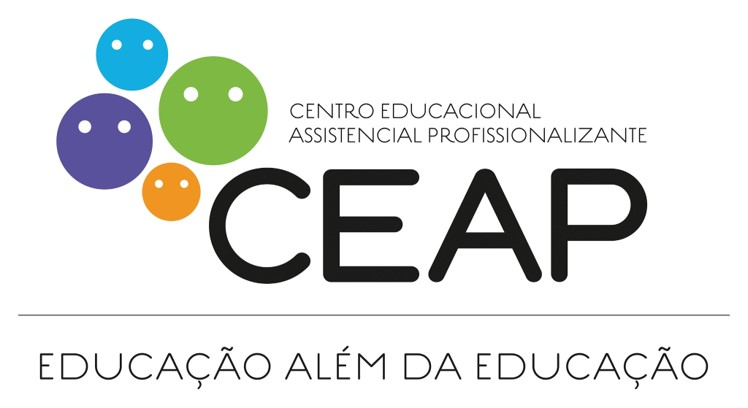 CENTRO EDUCACIONAL
ASSISTENCIAL PROFISSIONALIZANTE
CEAP
EDUCAÇÃO ALÉM DA EDUCAÇÃO